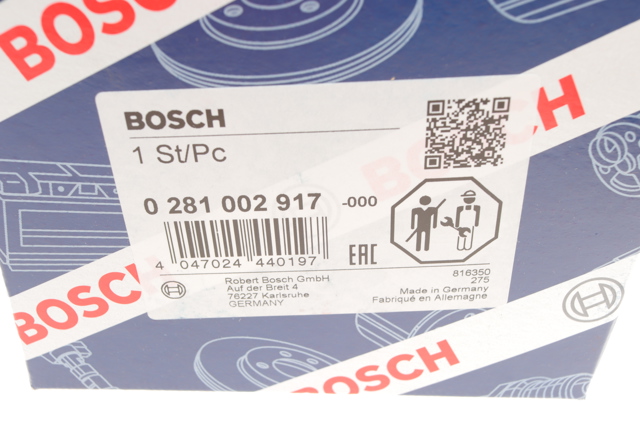 BOSCH
BOSCH
BOSCH
1 St/Pc
0 281 002 917 -000
4 047024 440197
EAC
Robert Bosch GmbH
Auf der Breit 4
76227 Karlsruhe
GERMANY
816350
275
Made in Germany
Fabriqué en Allemagne
BOSCH
BOSCH